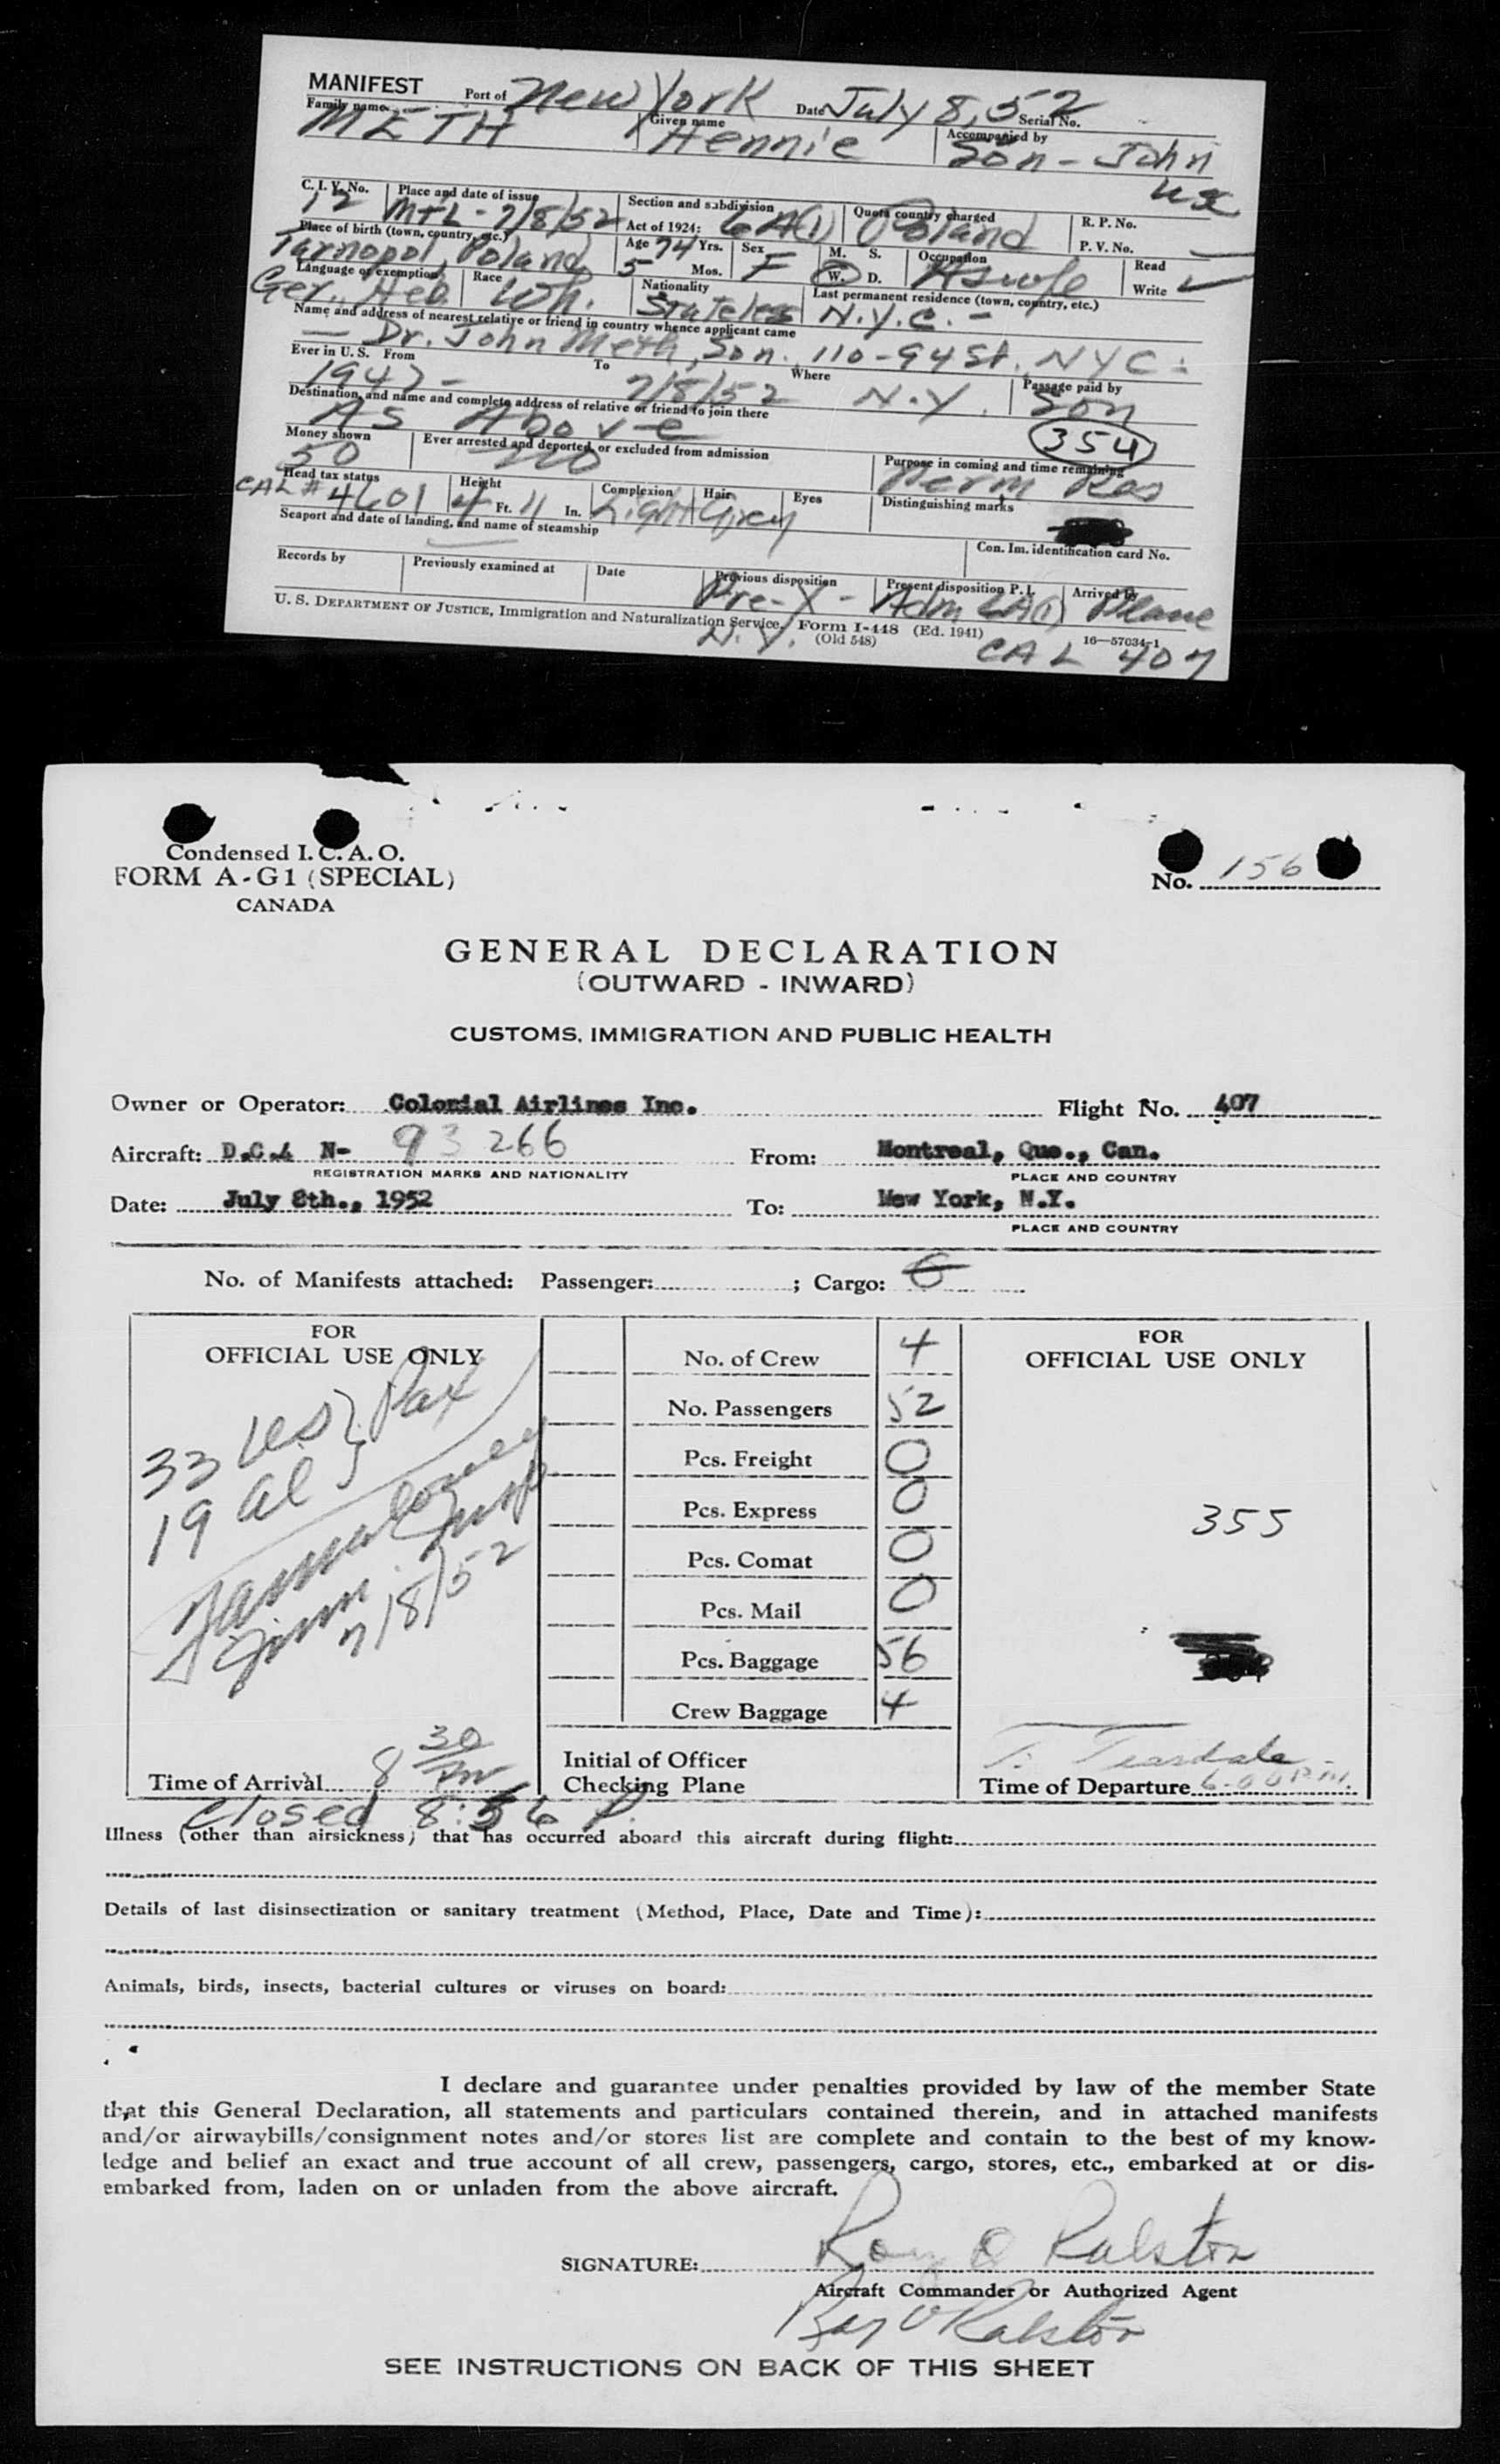 MANIFEST Port of New York Date July 8, 52 Serial No.
Family name METH Given name Hennie Accompanied by Son - John
USC
C. I. V. No. 12 Place and date of issue MTL - 7/8/52 Section and subdivision Act of 1924: 6A(1) Quota country charged Poland R. P. No.
P. V. No.
Place of birth (town, country, etc.) Tarnopol, Poland Age 74 Yrs. 5 Mos. Sex F M. S. W. D. Occupation Hswfe Read Write
Language or exemption Ger., Heb. Race Wh. Nationality Stateless Last permanent residence (town, country, etc.) N.Y.C. -
Name and address of nearest relative or friend in country whence applicant came
— Dr. John Meth, Son. 110-94 St., NYC
Ever in U. S. From 1947 - To 7/8/52 Where N.Y. Passage paid by Son
Destination, and name and complete address of relative or friend to join there
As Above 354
Money shown 50 Ever arrested and deported, or excluded from admission No Purpose in coming and time remaining Perm Res
Head tax status CAL # 4601 Height 4 Ft. 11 In. Complexion Light Hair Grey Eyes Distinguishing marks
Seaport and date of landing, and name of steamship — Con. Im. identification card No.
Records by Previously examined at Date Previous disposition Pre-X - N.Y. Present disposition P. I. Adm 6A(1) Arrived by Plane
U. S. DEPARTMENT OF JUSTICE, Immigration and Naturalization Service. Form I-448 (Ed. 1941) 16—57034-1
(Old 548) CAL 407
Condensed I. C. A. O.
FORM A-G1 (SPECIAL) No. 156
CANADA
GENERAL DECLARATION
(OUTWARD - INWARD)
CUSTOMS, IMMIGRATION AND PUBLIC HEALTH
Owner or Operator: Colonial Airlines Inc. Flight No. 407
Aircraft: D.C.4 N- 93266 From: Montreal, Que., Can.
REGISTRATION MARKS AND NATIONALITY PLACE AND COUNTRY
Date: July 8th., 1952 To: New York, N.Y.
PLACE AND COUNTRY
No. of Manifests attached: Passenger: ; Cargo:
FOR OFFICIAL USE ONLY
33 US } Pax
19 al }
7/8/52
Time of Arrival 8 30 PM
No. of Crew 4
No. Passengers 52
Pcs. Freight 0
Pcs. Express 0
Pcs. Comat 0
Pcs. Mail 0
Pcs. Baggage 56
Crew Baggage 4
Initial of Officer
Checking Plane
FOR
OFFICIAL USE ONLY
355
T. Teasdale
Time of Departure 6.00 P.M.
Closed 8:56 P.
Illness (other than airsickness) that has occurred aboard this aircraft during flight:
Details of last disinsectization or sanitary treatment (Method, Place, Date and Time):
Animals, birds, insects, bacterial cultures or viruses on board:
I declare and guarantee under penalties provided by law of the member State
that this General Declaration, all statements and particulars contained therein, and in attached manifests
and/or airwaybills/consignment notes and/or stores list are complete and contain to the best of my know-
ledge and belief an exact and true account of all crew, passengers, cargo, stores, etc., embarked at or dis-
embarked from, laden on or unladen from the above aircraft.
SIGNATURE: Roy O Ralston
Aircraft Commander or Authorized Agent
Roy O Ralston
SEE INSTRUCTIONS ON BACK OF THIS SHEET